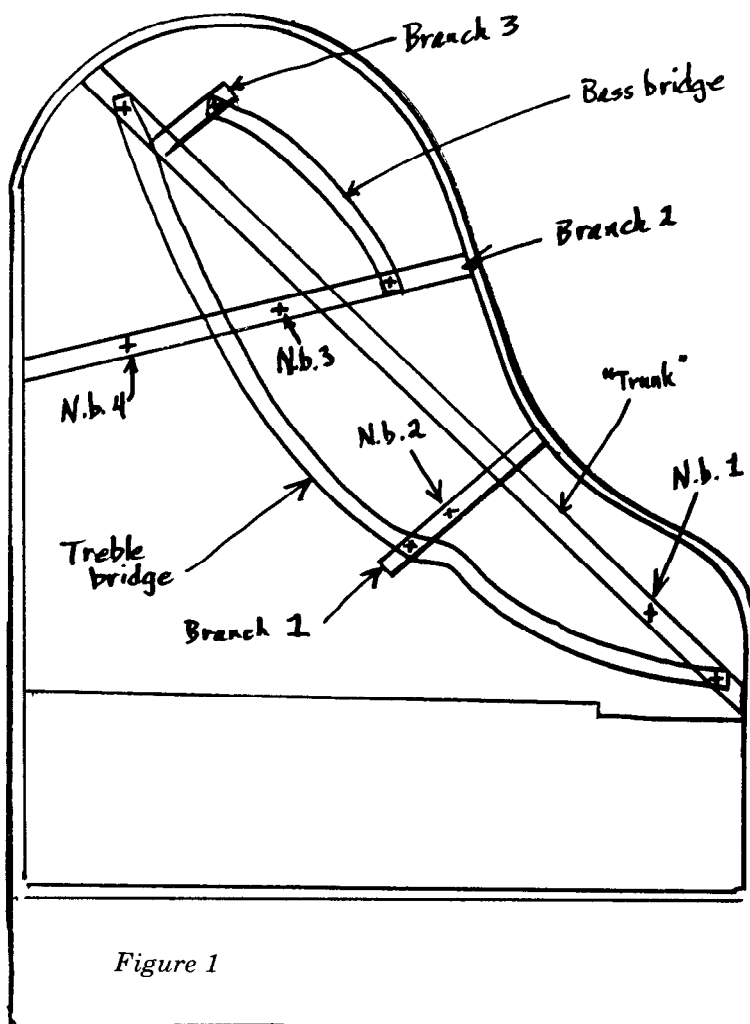 Branch 3
Bass bridge
Branch 2
N.b.3
"Trunk"
N.b.4
N.b.2
N.b. 1
Treble
bridge
Branch 1
Figure 1